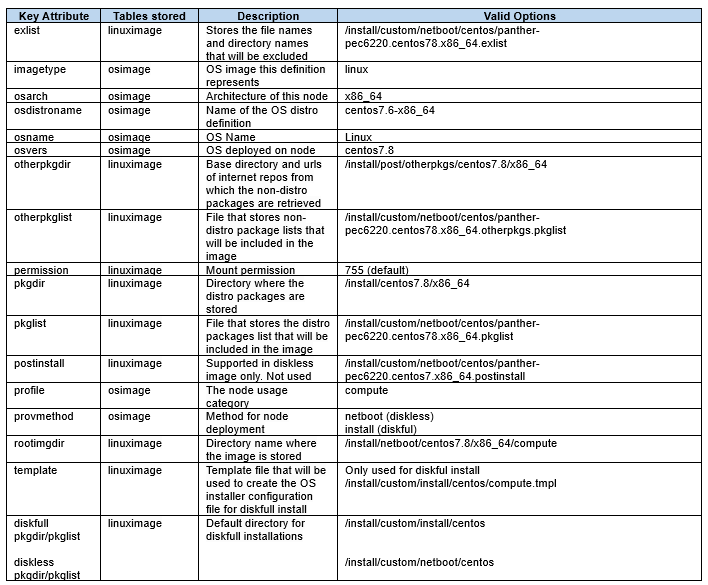 Key Attribute Tables stored Description Valid Options
exlist linuximage Stores the file names /install/custom/netboot/centos/panther-
and directory names pec6220.centos78.x86_64.exlist
that will be excluded
imagetype osimage OS image this definition linux
represents
osarch osimage Architecture of this node x86_64
osdistroname osimage Name of the OS distro centos7.6-x86_64
definition
osname osimage OS Name Linux
osvers osimage OS deployed on node centos7.8
otherpkgdir linuximage Base directory and urls /install/post/otherpkgs/centos7.8/x86_64
of internet repos from
which the non-distro
packages are retrieved
otherpkglist linuximage File that stores non- /install/custom/netboot/centos/panther-
distro package lists that pec6220.centos78.x86_64.otherpkgs.pkglist
will be included in the
image
permission linuximage Mount permission 755 (default)
pkgdir linuximage Directory where the /install/centos7.8/x86_64
distro packages are
stored
pkglist linuximage File that stores the distro /install/custom/netboot/centos/panther-
packages list that will be pec6220.centos78.x86_64.pkglist
included in the image
postinstall linuximage Supported in diskless /install/custom/netboot/centos/panther-
image only. Not used pec6220.centos7.x86_64.postinstall
profile osimage The node usage compute
category
provmethod osimage Method for node netboot (diskless)
deployment install (diskful)
rootimgdir linuximage Directory name where /install/netboot/centos7.8/x86_64/compute
the image is stored
template linuximage Template file that will be Only used for diskful install
used to create the OS /install/custom/install/centos/compute.tmpl
installer configuration
file for diskfull install
diskfull linuximage Default directory for /install/custom/install/centos
pkgdir/pkglist diskfull installations
diskless /install/custom/netboot/centos
pkgdir/pkglist